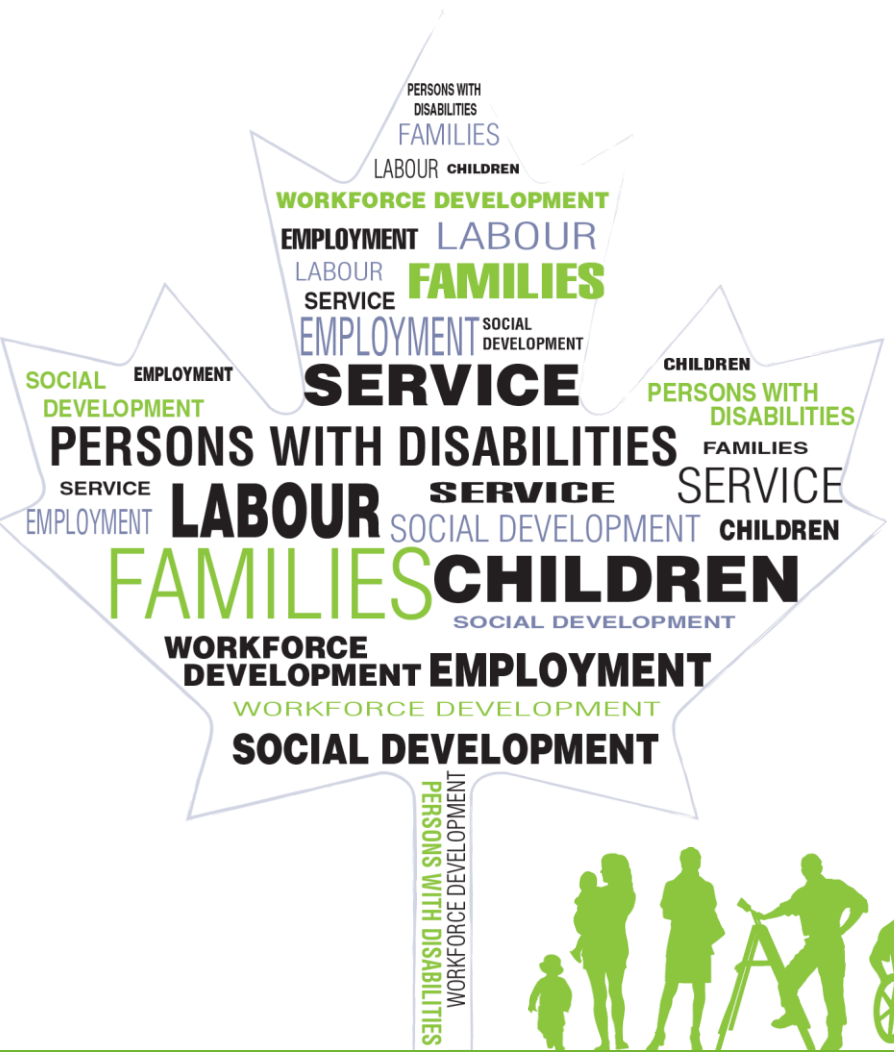 PERSONS WITH
DISABILITIES
FAMILIES
LABOUR CHILDREN
WORKFORCE DEVELOPMENT
EMPLOYMENT LABOUR
LABOUR FAMILIES
SERVICE
EMPLOYMENT SOCIAL
DEVELOPMENT
SERVICE
SOCIAL
DEVELOPMENT
EMPLOYMENT
CHILDREN
PERSONS WITH
DISABILITIES
PERSONS WITH DISABILITIES
FAMILIES
SERVICE
LABOUR
SERVICE
SERVICE
EMPLOYMENT
SOCIAL DEVELOPMENT
CHILDREN
FAMILIES
CHILDREN
SOCIAL DEVELOPMENT
WORKFORCE
DEVELOPMENT
EMPLOYMENT
WORKFORCE DEVELOPMENT
SOCIAL DEVELOPMENT
PERSONS WITH DISABILITIES
WORKFORCE DEVELOPMENT